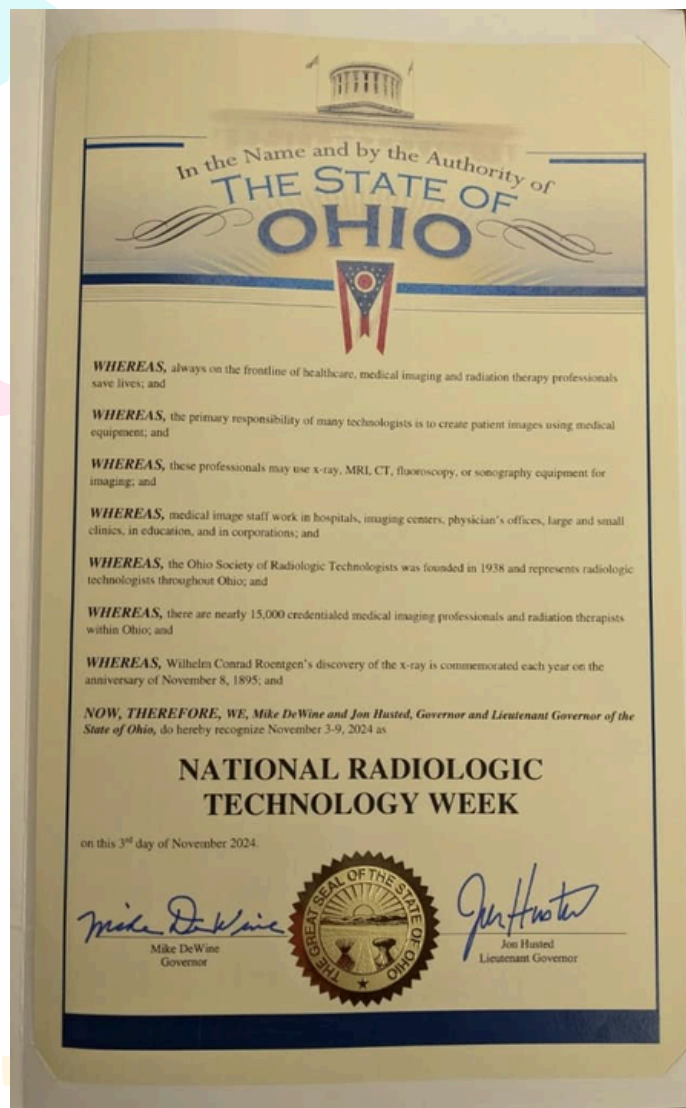 In the Name and by the Authority of
THE STATE OF
OHIO
WHEREAS, always on the frontline of healthcare, medical imaging and radiation therapy professionals
save lives; and
WHEREAS, the primary responsibility of many technologists is to create patient images using medical
equipment; and
WHEREAS, these professionals may use x-ray, MRI, CT, fluoroscopy, or sonography equipment for
imaging; and
WHEREAS, medical image staff work in hospitals, imaging centers, physician's offices, large and small
clinics, in education, and in corporations; and
WHEREAS, the Ohio Society of Radiologic Technologists was founded in 1938 and represents radiologic
technologists throughout Ohio; and
WHEREAS, there are nearly 15,000 credentialed medical imaging professionals and radiation therapists
within Ohio; and
WHEREAS, Wilhelm Conrad Roentgen's discovery of the x-ray is commemorated each year on the
anniversary of November 8, 1895; and
NOW, THEREFORE, WE, Mike DeWine and Jon Husted, Governor and Lieutenant Governor of the
State of Ohio, do hereby recognize November 3-9, 2024 as
NATIONAL RADIOLOGIC
TECHNOLOGY WEEK
on this 3rd day of November 2024.
THE GREAT SEAL OF THE STATE OF OHIO
Mike DeWine
Jon Husted
Mike DeWine
Governor
Jon Husted
Lieutenant Governor